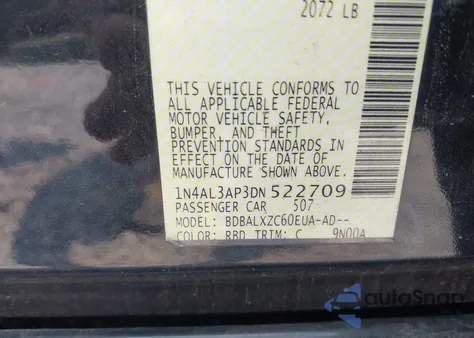 2072 LB
THIS VEHICLE CONFORMS TO
ALL APPLICABLE FEDERAL
MOTOR VEHICLE SAFETY,
BUMPER, AND THEFT
PREVENTION STANDARDS IN
EFFECT ON THE DATE OF
MANUFACTURE SHOWN ABOVE.
1N4AL3AP3DN522709
PASSENGER CAR 507
MODEL: BDBALXZC60EUA-AD--
COLOR: RBD TRIM: C 9N00A